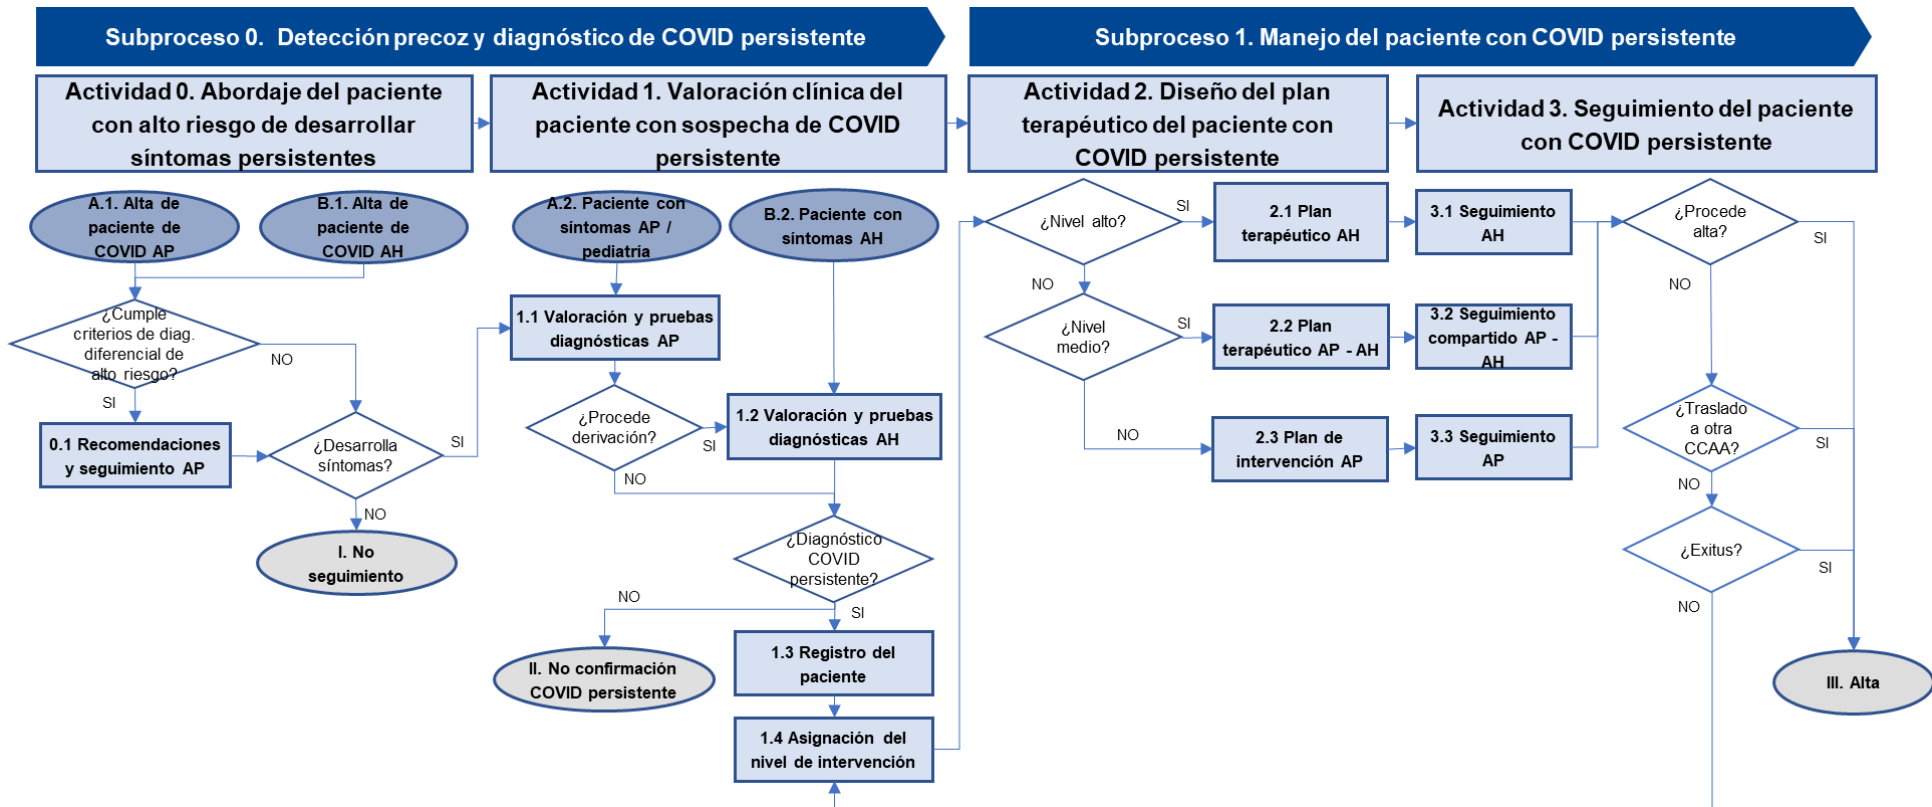 Subproceso 0.  Detección precoz y diagnóstico de COVID persistente
Subproceso 1. Manejo del paciente con COVID persistente
Actividad 0. Abordaje del paciente
con alto riesgo de desarrollar
síntomas persistentes
Actividad 1. Valoración clínica del
paciente con sospecha de COVID
persistente
Actividad 2. Diseño del plan
terapéutico del paciente con
COVID persistente
Actividad 3. Seguimiento del paciente
con COVID persistente
A.1. Alta de
paciente de
COVID AP
B.1. Alta de
paciente de
COVID AH
¿Cumple
criterios de diag.
diferencial de
alto riesgo?
NO
SI
0.1 Recomendaciones
y seguimiento AP
¿Desarrolla
síntomas?
SI
NO
I. No
seguimiento
A.2. Paciente con
síntomas AP /
pediatría
B.2. Paciente con
síntomas AH
1.1 Valoración y pruebas
diagnósticas AP
¿Procede
derivación?
SI
NO
1.2 Valoración y pruebas
diagnósticas AH
¿Diagnóstico
COVID
persistente?
NO
SI
II. No confirmación
COVID persistente
1.3 Registro del
paciente
1.4 Asignación del
nivel de intervención
¿Nivel alto?
SI
NO
¿Nivel
medio?
SI
NO
2.1 Plan
terapéutico AH
2.2 Plan
terapéutico AP - AH
2.3 Plan de
intervención AP
3.1 Seguimiento
AH
3.2 Seguimiento
compartido AP -
AH
3.3 Seguimiento
AP
¿Procede
alta?
SI
NO
¿Traslado
a otra
CCAA?
SI
NO
¿Exitus?
SI
NO
III. Alta